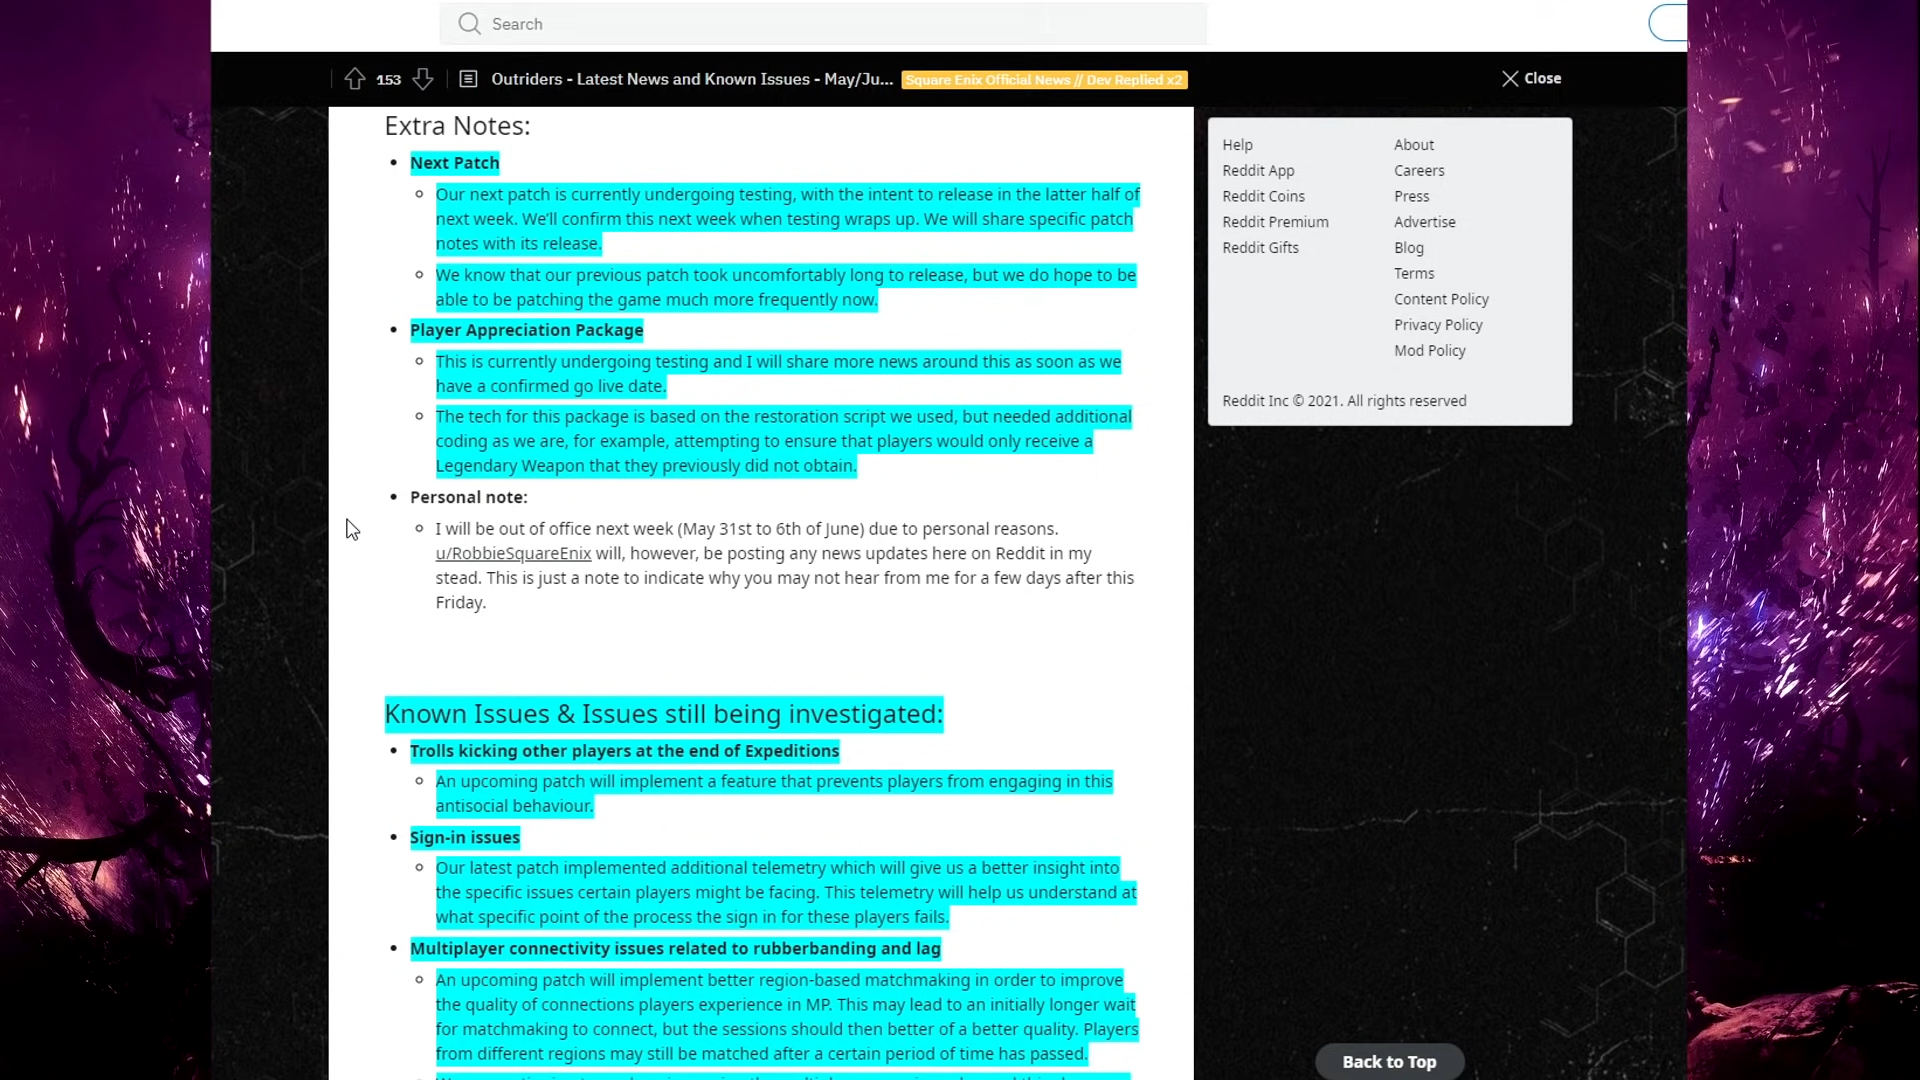 Search
153
Outriders - Latest News and Known Issues - May/Ju...
Square Enix Official News // Dev Replied x2
Close
Extra Notes:
Next Patch
Our next patch is currently undergoing testing, with the intent to release in the latter half of
next week. We'll confirm this next week when testing wraps up. We will share specific patch
notes with its release.
We know that our previous patch took uncomfortably long to release, but we do hope to be
able to be patching the game much more frequently now.
Player Appreciation Package
This is currently undergoing testing and I will share more news around this as soon as we
have a confirmed go live date.
The tech for this package is based on the restoration script we used, but needed additional
coding as we are, for example, attempting to ensure that players would only receive a
Legendary Weapon that they previously did not obtain.
Personal note:
I will be out of office next week (May 31st to 6th of June) due to personal reasons.
u/RobbieSquareEnix will, however, be posting any news updates here on Reddit in my
stead. This is just a note to indicate why you may not hear from me for a few days after this
Friday.
Known Issues & Issues still being investigated:
Trolls kicking other players at the end of Expeditions
An upcoming patch will implement a feature that prevents players from engaging in this
antisocial behaviour.
Sign-in issues
Our latest patch implemented additional telemetry which will give us a better insight into
the specific issues certain players might be facing. This telemetry will help us understand at
what specific point of the process the sign in for these players fails.
Multiplayer connectivity issues related to rubberbanding and lag
An upcoming patch will implement better region-based matchmaking in order to improve
the quality of connections players experience in MP. This may lead to an initially longer wait
for matchmaking to connect, but the sessions should then better of a better quality. Players
from different regions may still be matched after a certain period of time has passed.
Help
About
Reddit App
Careers
Reddit Coins
Press
Reddit Premium
Advertise
Reddit Gifts
Blog
Terms
Content Policy
Privacy Policy
Mod Policy
Reddit Inc © 2021. All rights reserved
Back to Top